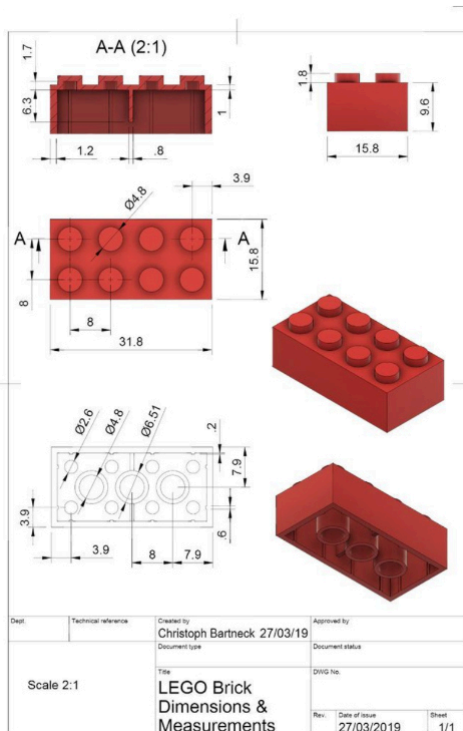 A-A (2:1)
1.7
6.3
1
1.2
.8
1.8
9.6
15.8
3.9
Ø4.8
A
A
8
8
31.8
15.8
Ø2.6
Ø4.8
Ø6.51
.2
7.9
3.9
3.9
8
7.9
.6
Dept.
Technical reference
Created by
Christoph Bartneck 27/03/19
Approved by
Document type
Document status
Scale 2:1
Title
LEGO Brick
Dimensions &
Measurements
DWG No.
Rev.
Date of issue
27/03/2019
Sheet
1/1